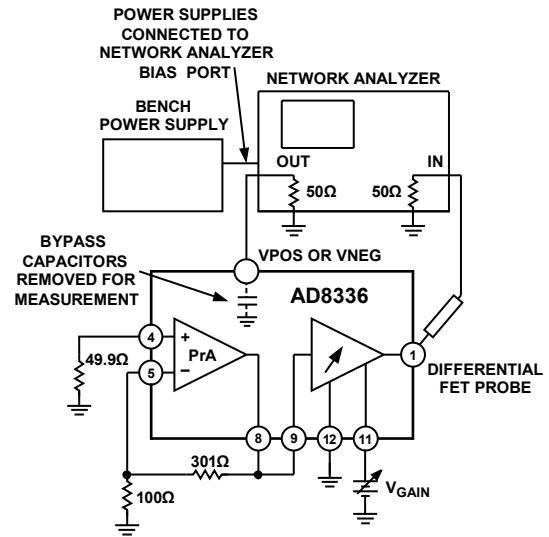 POWER SUPPLIES
CONNECTED TO
NETWORK ANALYZER
BIAS PORT
NETWORK ANALYZER
BENCH
POWER SUPPLY
OUT
IN
50Ω
50Ω
BYPASS
CAPACITORS
REMOVED FOR
MEASUREMENT
VPOS OR VNEG
AD8336
4
+
PrA
49.9Ω
5
−
1
DIFFERENTIAL
FET PROBE
8
9
12
11
301Ω
100Ω
VGAIN